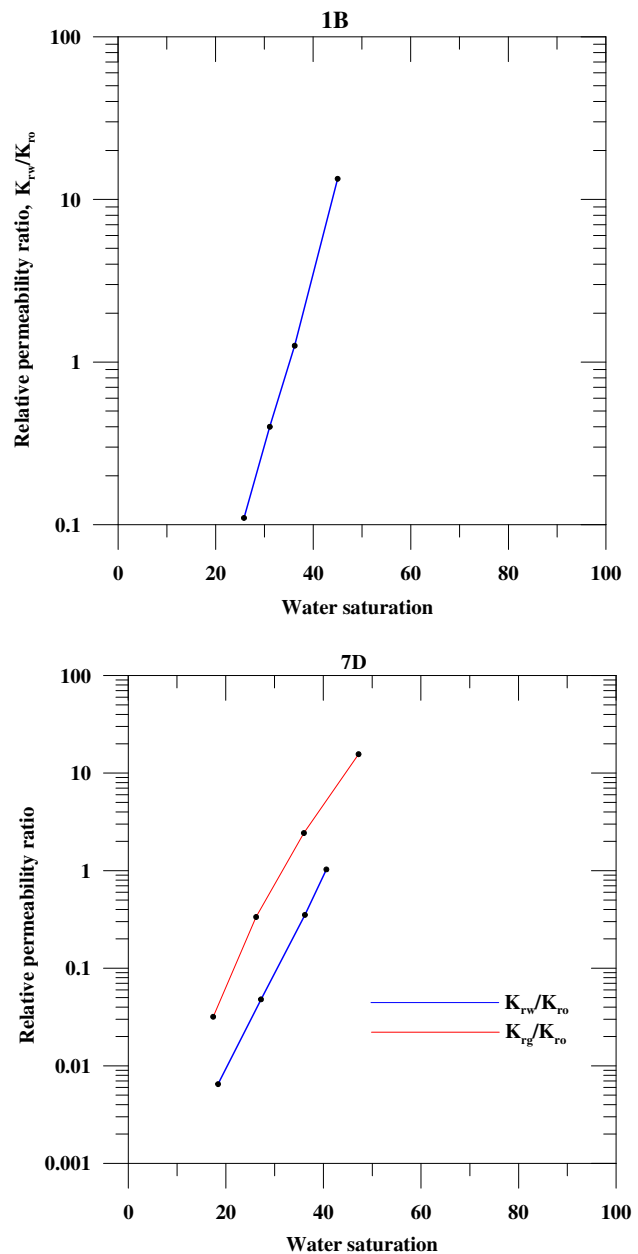 1B
100
10
1
0.1
Relative permeability ratio, Krw/Kro
0 20 40 60 80 100
Water saturation
7D
100
10
1
0.1
0.01
0.001
Relative permeability ratio
Krw/Kro
Krg/Kro
0 20 40 60 80 100
Water saturation